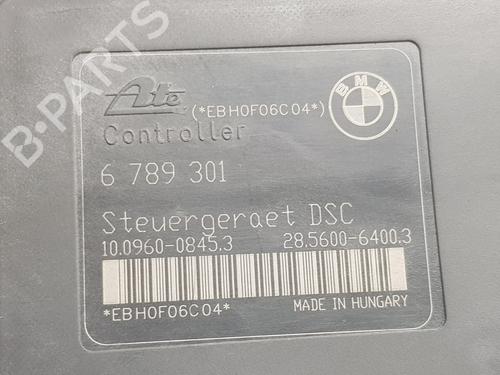 B-PARTS
Ate (*EBH0F06C04*)
BMW
Controller
6 789 301
Steuergeraet DSC
10.0960-0845.3 28.5600-6400.3
*EBH0F06C04*
MADE IN HUNGARY